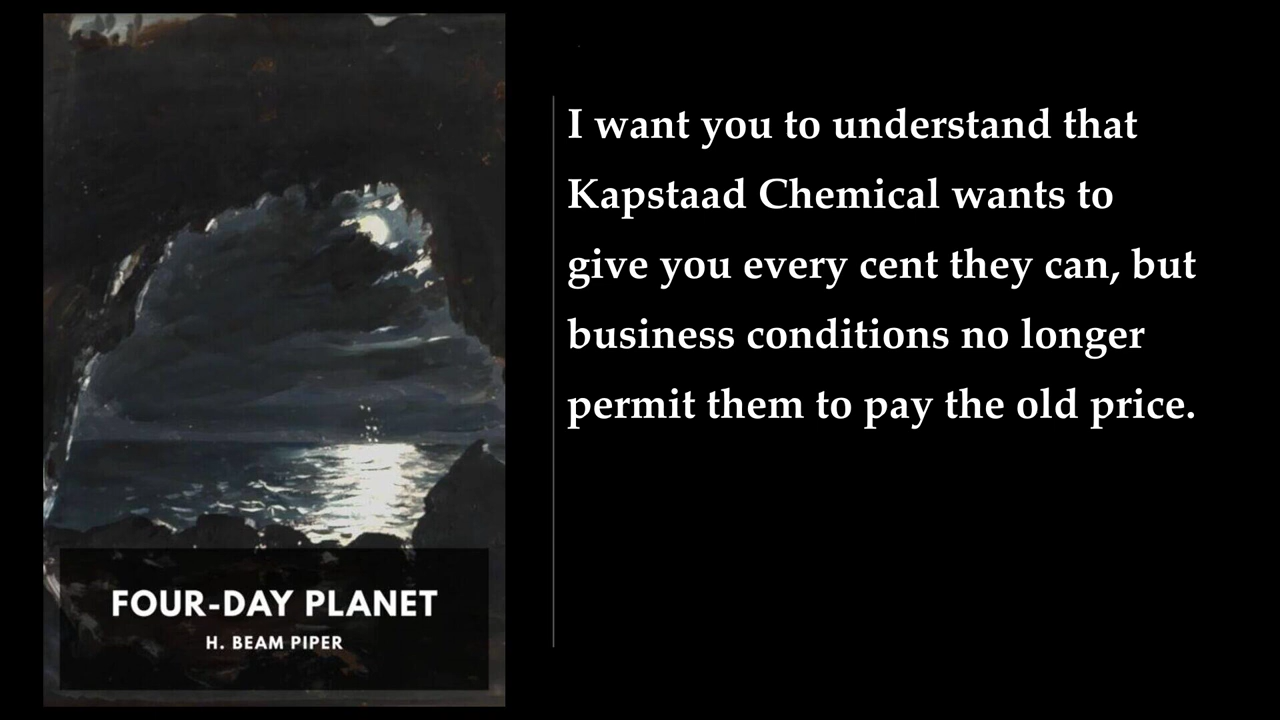 FOUR-DAY PLANET
H. BEAM PIPER
I want you to understand that
Kapstaad Chemical wants to
give you every cent they can, but
business conditions no longer
permit them to pay the old price.